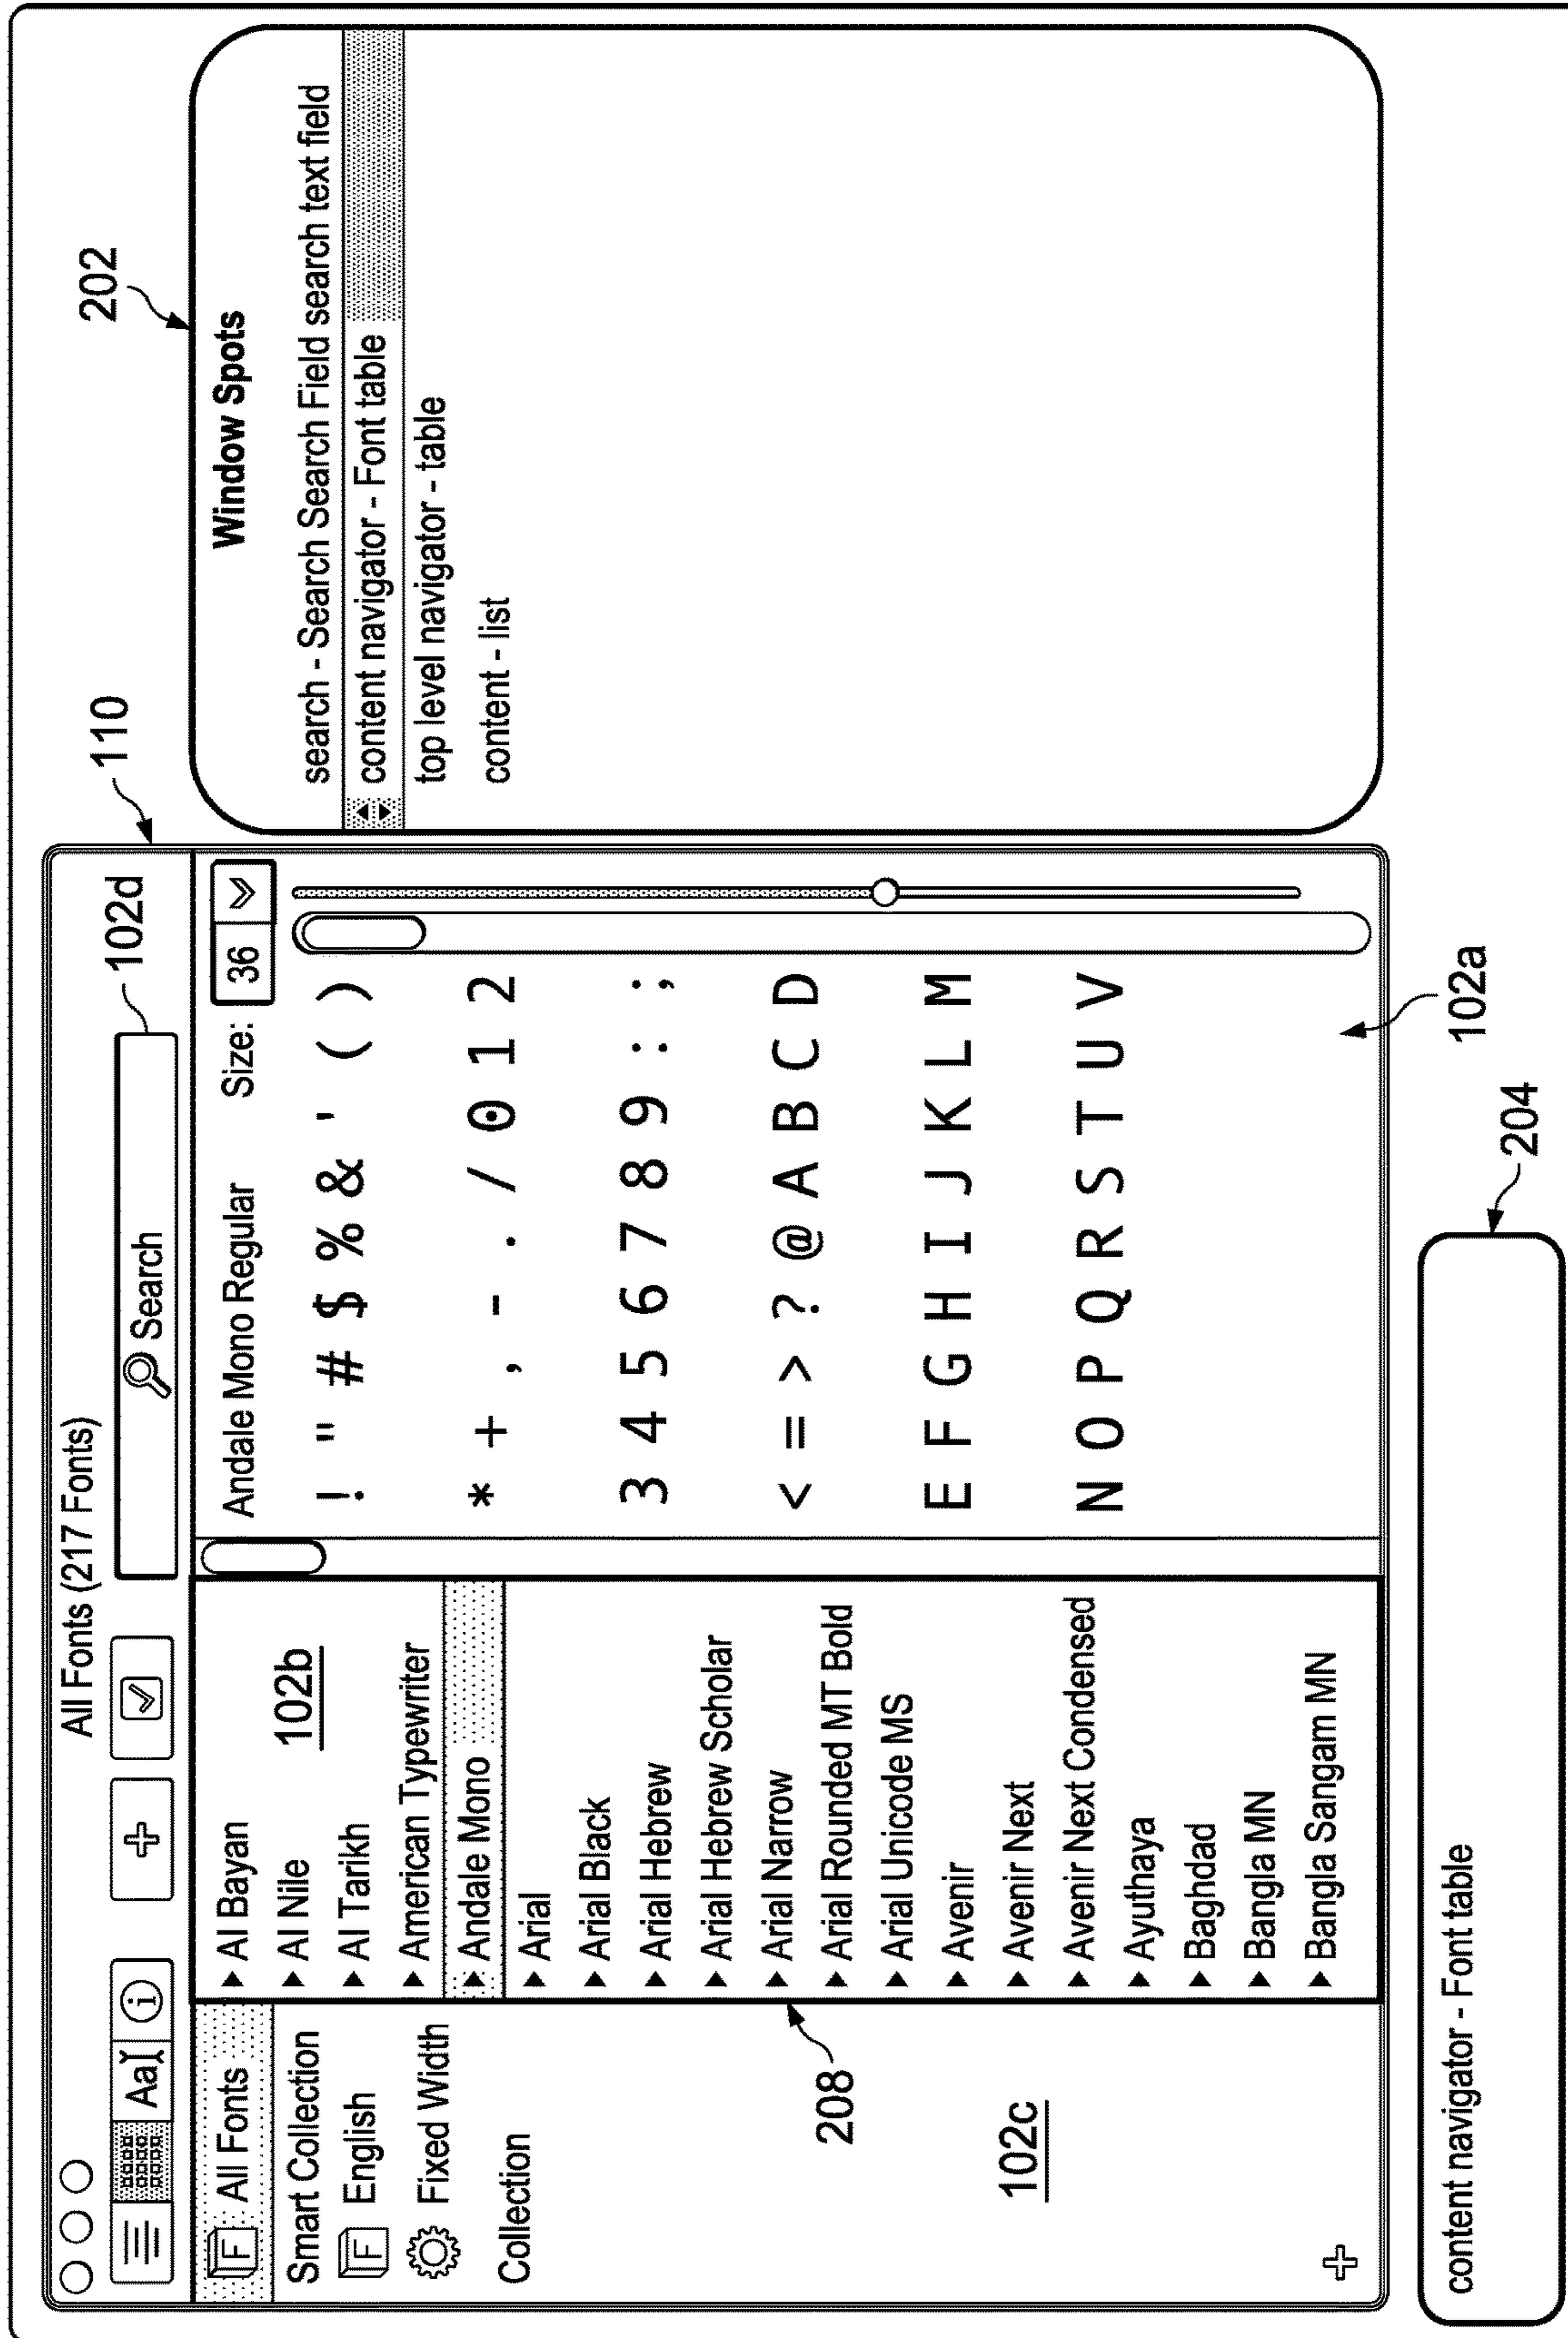 All Fonts (217 Fonts)
Aa
i
Search
102d
110
202
F All Fonts
Smart Collection
F English
Fixed Width
Collection
102c
208
Al Bayan
Al Nile
102b
Al Tarikh
American Typewriter
Andale Mono
Arial
Arial Black
Arial Hebrew
Arial Hebrew Scholar
Arial Narrow
Arial Rounded MT Bold
Arial Unicode MS
Avenir
Avenir Next
Avenir Next Condensed
Ayuthaya
Baghdad
Bangla MN
Bangla Sangam MN
Andale Mono Regular Size: 36
! " # $ % & ' ( )
* + , - . / 0 1 2
3 4 5 6 7 8 9 : ;
< = > ? @ A B C D
E F G H I J K L M
N O P Q R S T U V
102a
Window Spots
search - Search Search Field search text field
content navigator - Font table
top level navigator - table
content - list
content navigator - Font table
204